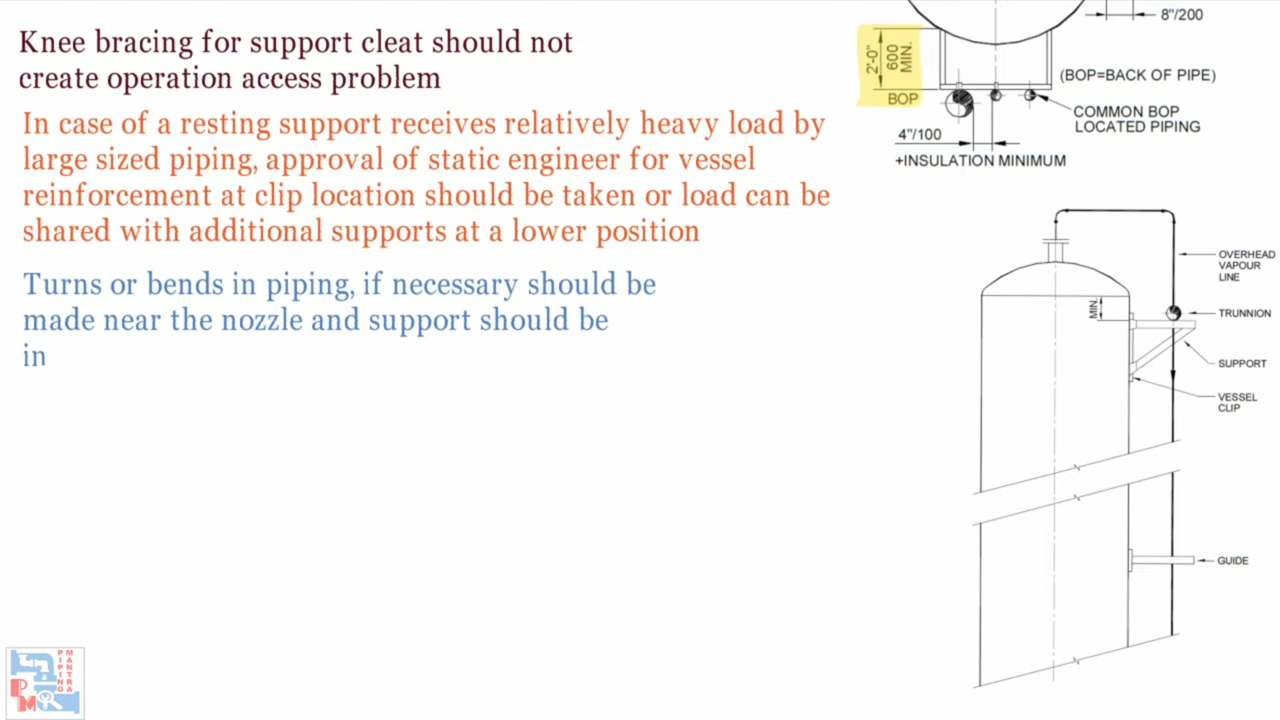 Knee bracing for support cleat should not
create operation access problem
In case of a resting support receives relatively heavy load by
large sized piping, approval of static engineer for vessel
reinforcement at clip location should be taken or load can be
shared with additional supports at a lower position
Turns or bends in piping, if necessary should be
made near the nozzle and support should be
in
8"/200
2'-0"
600
MIN.
BOP
(BOP=BACK OF PIPE)
COMMON BOP
LOCATED PIPING
4"/100
+INSULATION MINIMUM
OVERHEAD
VAPOUR
LINE
MIN.
TRUNNION
SUPPORT
VESSEL
CLIP
GUIDE
PIPING
MANTRA
PM